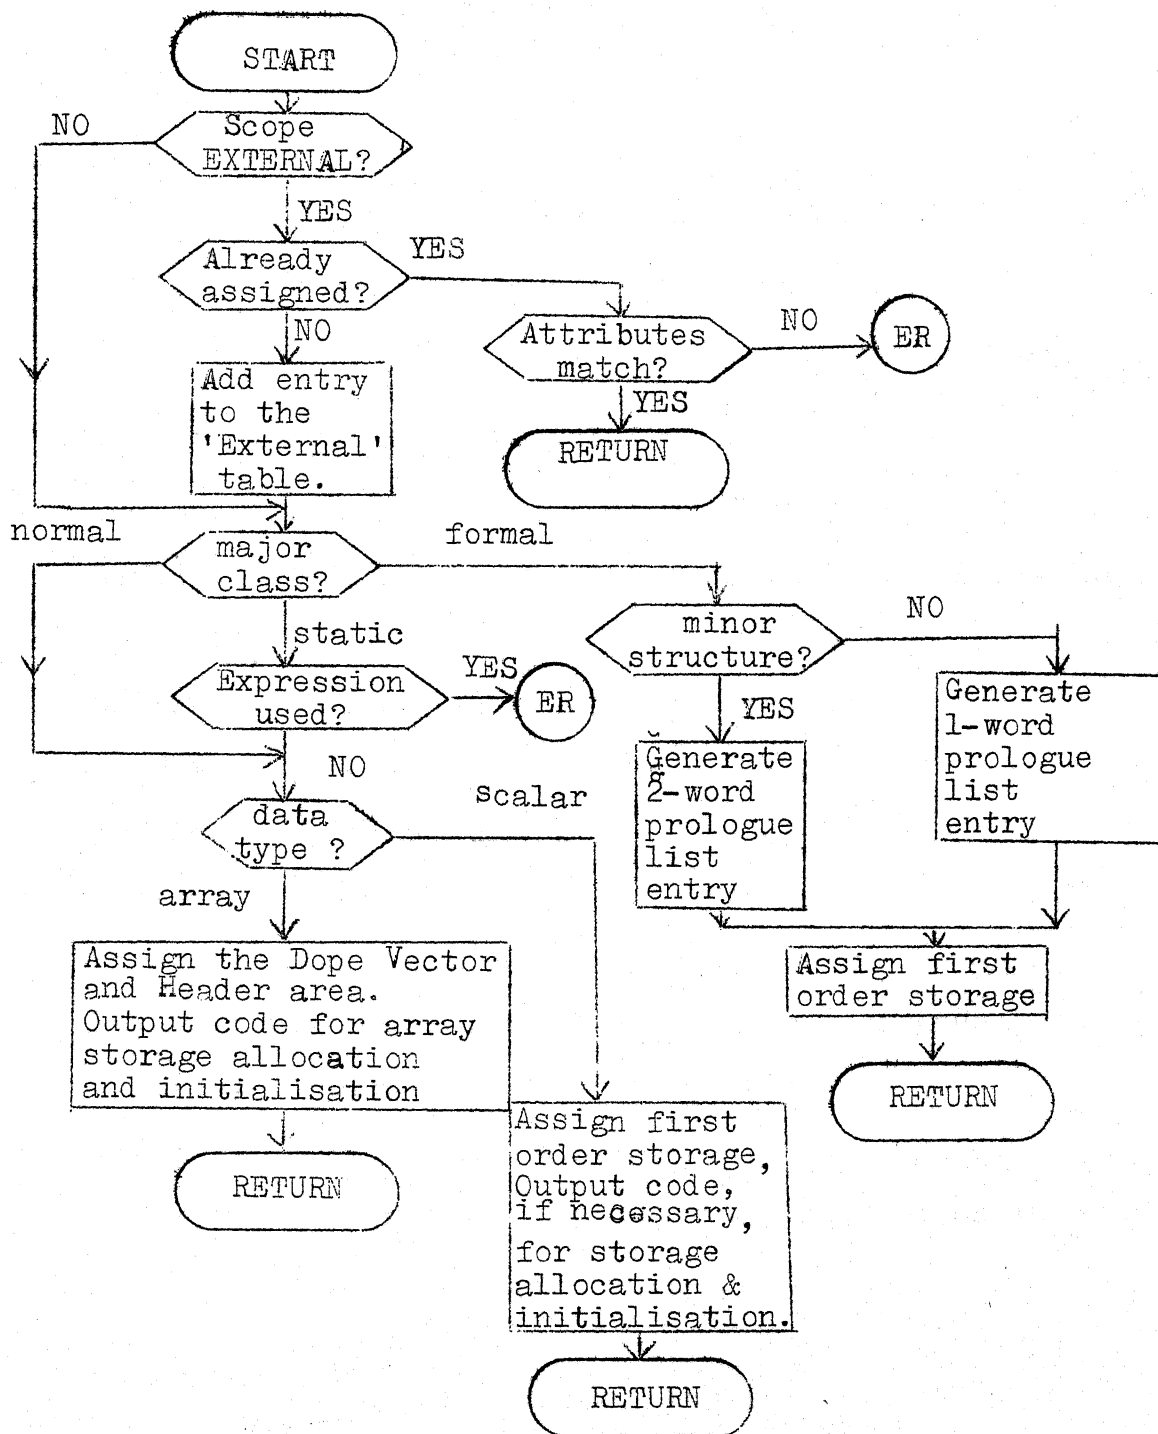 START
NO
Scope
EXTERNAL?
YES
Already
assigned?
YES
NO
Attributes
match?
NO
ER
YES
RETURN
Add entry
to the
'External'
table.
normal
major
class?
formal
static
minor
structure?
NO
Expression
used?
YES
ER
YES
Generate
2-word
prologue
list
entry
Generate
1-word
prologue
list
entry
NO
data
type ?
scalar
array
Assign the Dope Vector
and Header area.
Output code for array
storage allocation
and initialisation
Assign first
order storage
RETURN
RETURN
Assign first
order storage,
Output code,
if necessary,
for storage
allocation &
initialisation.
RETURN